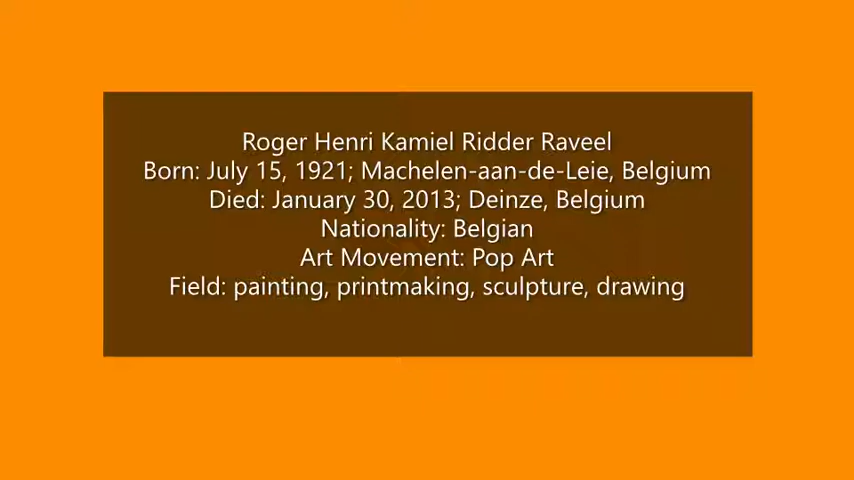 Roger Henri Kamiel Ridder Raveel
Born: July 15, 1921; Machelen-aan-de-Leie, Belgium
Died: January 30, 2013; Deinze, Belgium
Nationality: Belgian
Art Movement: Pop Art
Field: painting, printmaking, sculpture, drawing